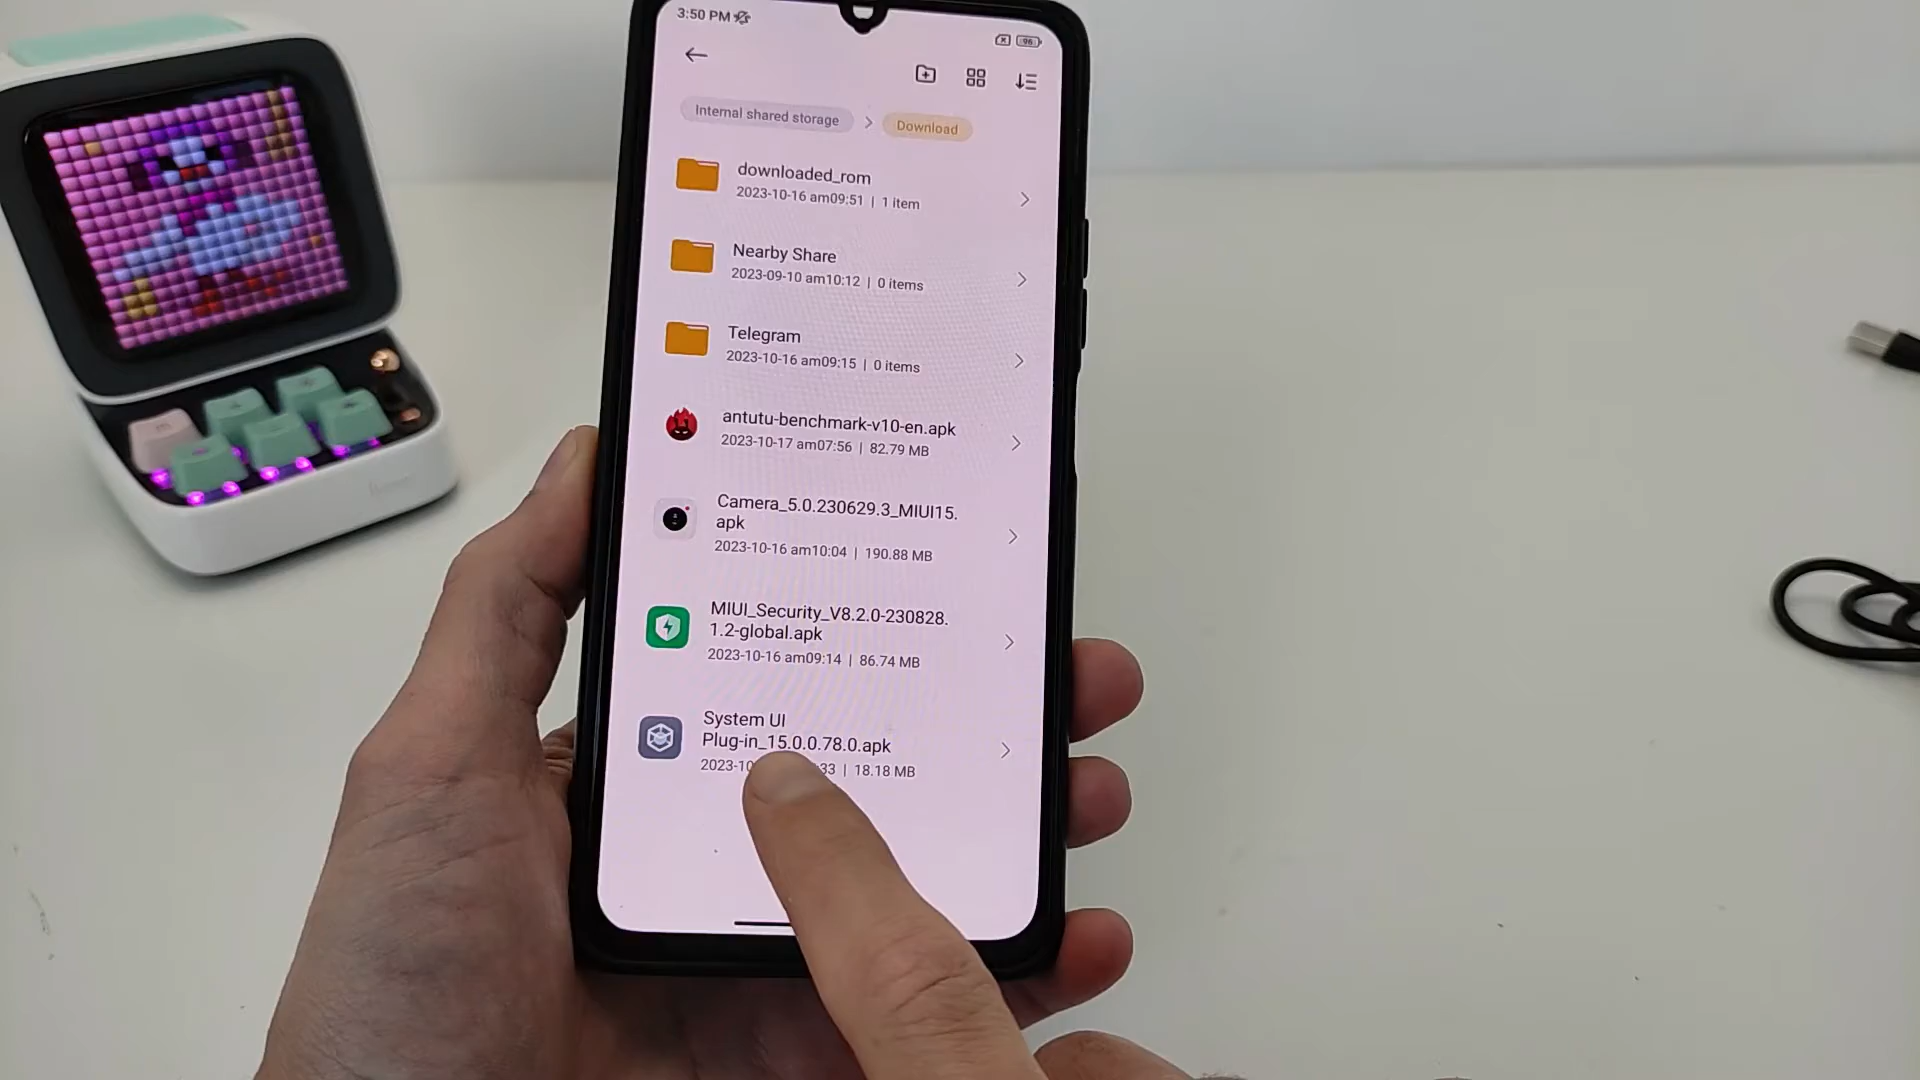 3:50 PM
96
Internal shared storage > Download
downloaded_rom
2023-10-16 am09:51 | 1 item
Nearby Share
2023-09-10 am10:12 | 0 items
Telegram
2023-10-16 am09:15 | 0 items
antutu-benchmark-v10-en.apk
2023-10-17 am07:56 | 82.79 MB
Camera_5.0.230629.3_MIUI15.
apk
2023-10-16 am10:04 | 190.88 MB
MIUI_Security_V8.2.0-230828.
1.2-global.apk
2023-10-16 am09:14 | 86.74 MB
System UI
Plug-in_15.0.0.78.0.apk
2023-10 33 | 18.18 MB